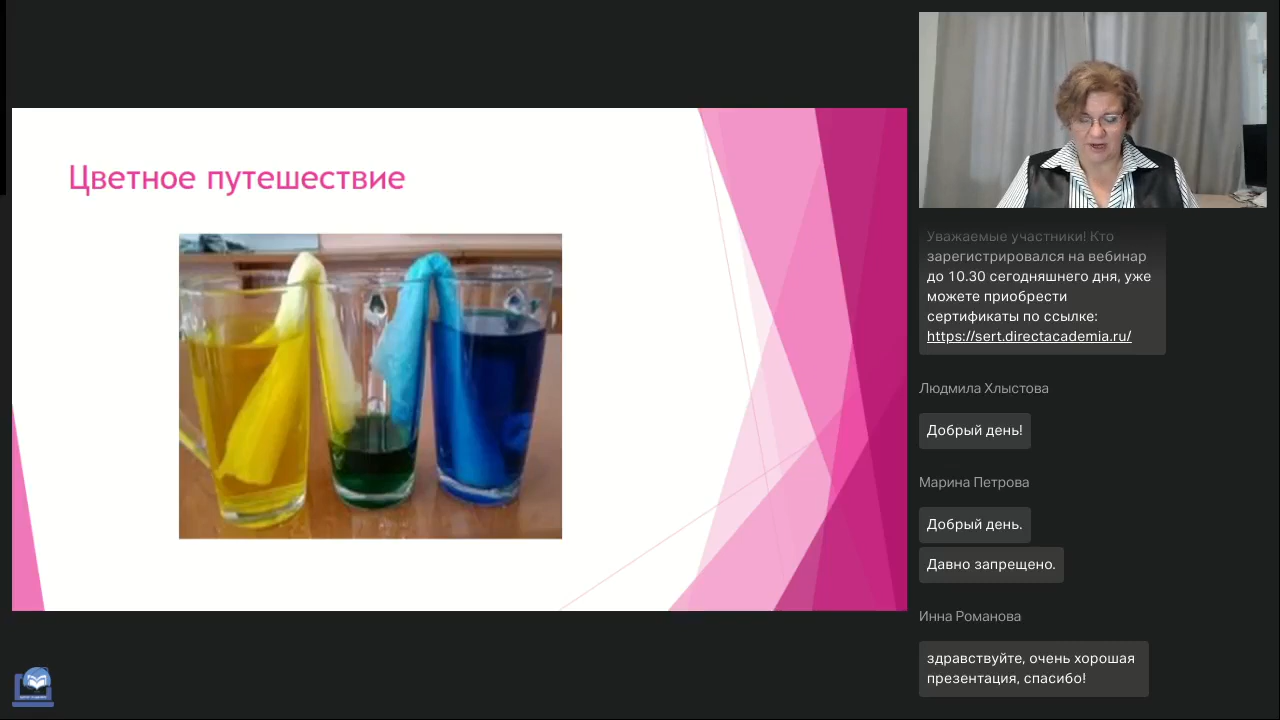 Цветное путешествие
Уважаемые участники! Кто
зарегистрировался на вебинар
до 10.30 сегодняшнего дня, уже
можете приобрести
сертификаты по ссылке:
https://sert.directacademia.ru/
Людмила Хлыстова
Добрый день!
Марина Петрова
Добрый день.
Давно запрещено.
Инна Романова
здравствуйте, очень хорошая
презентация, спасибо!